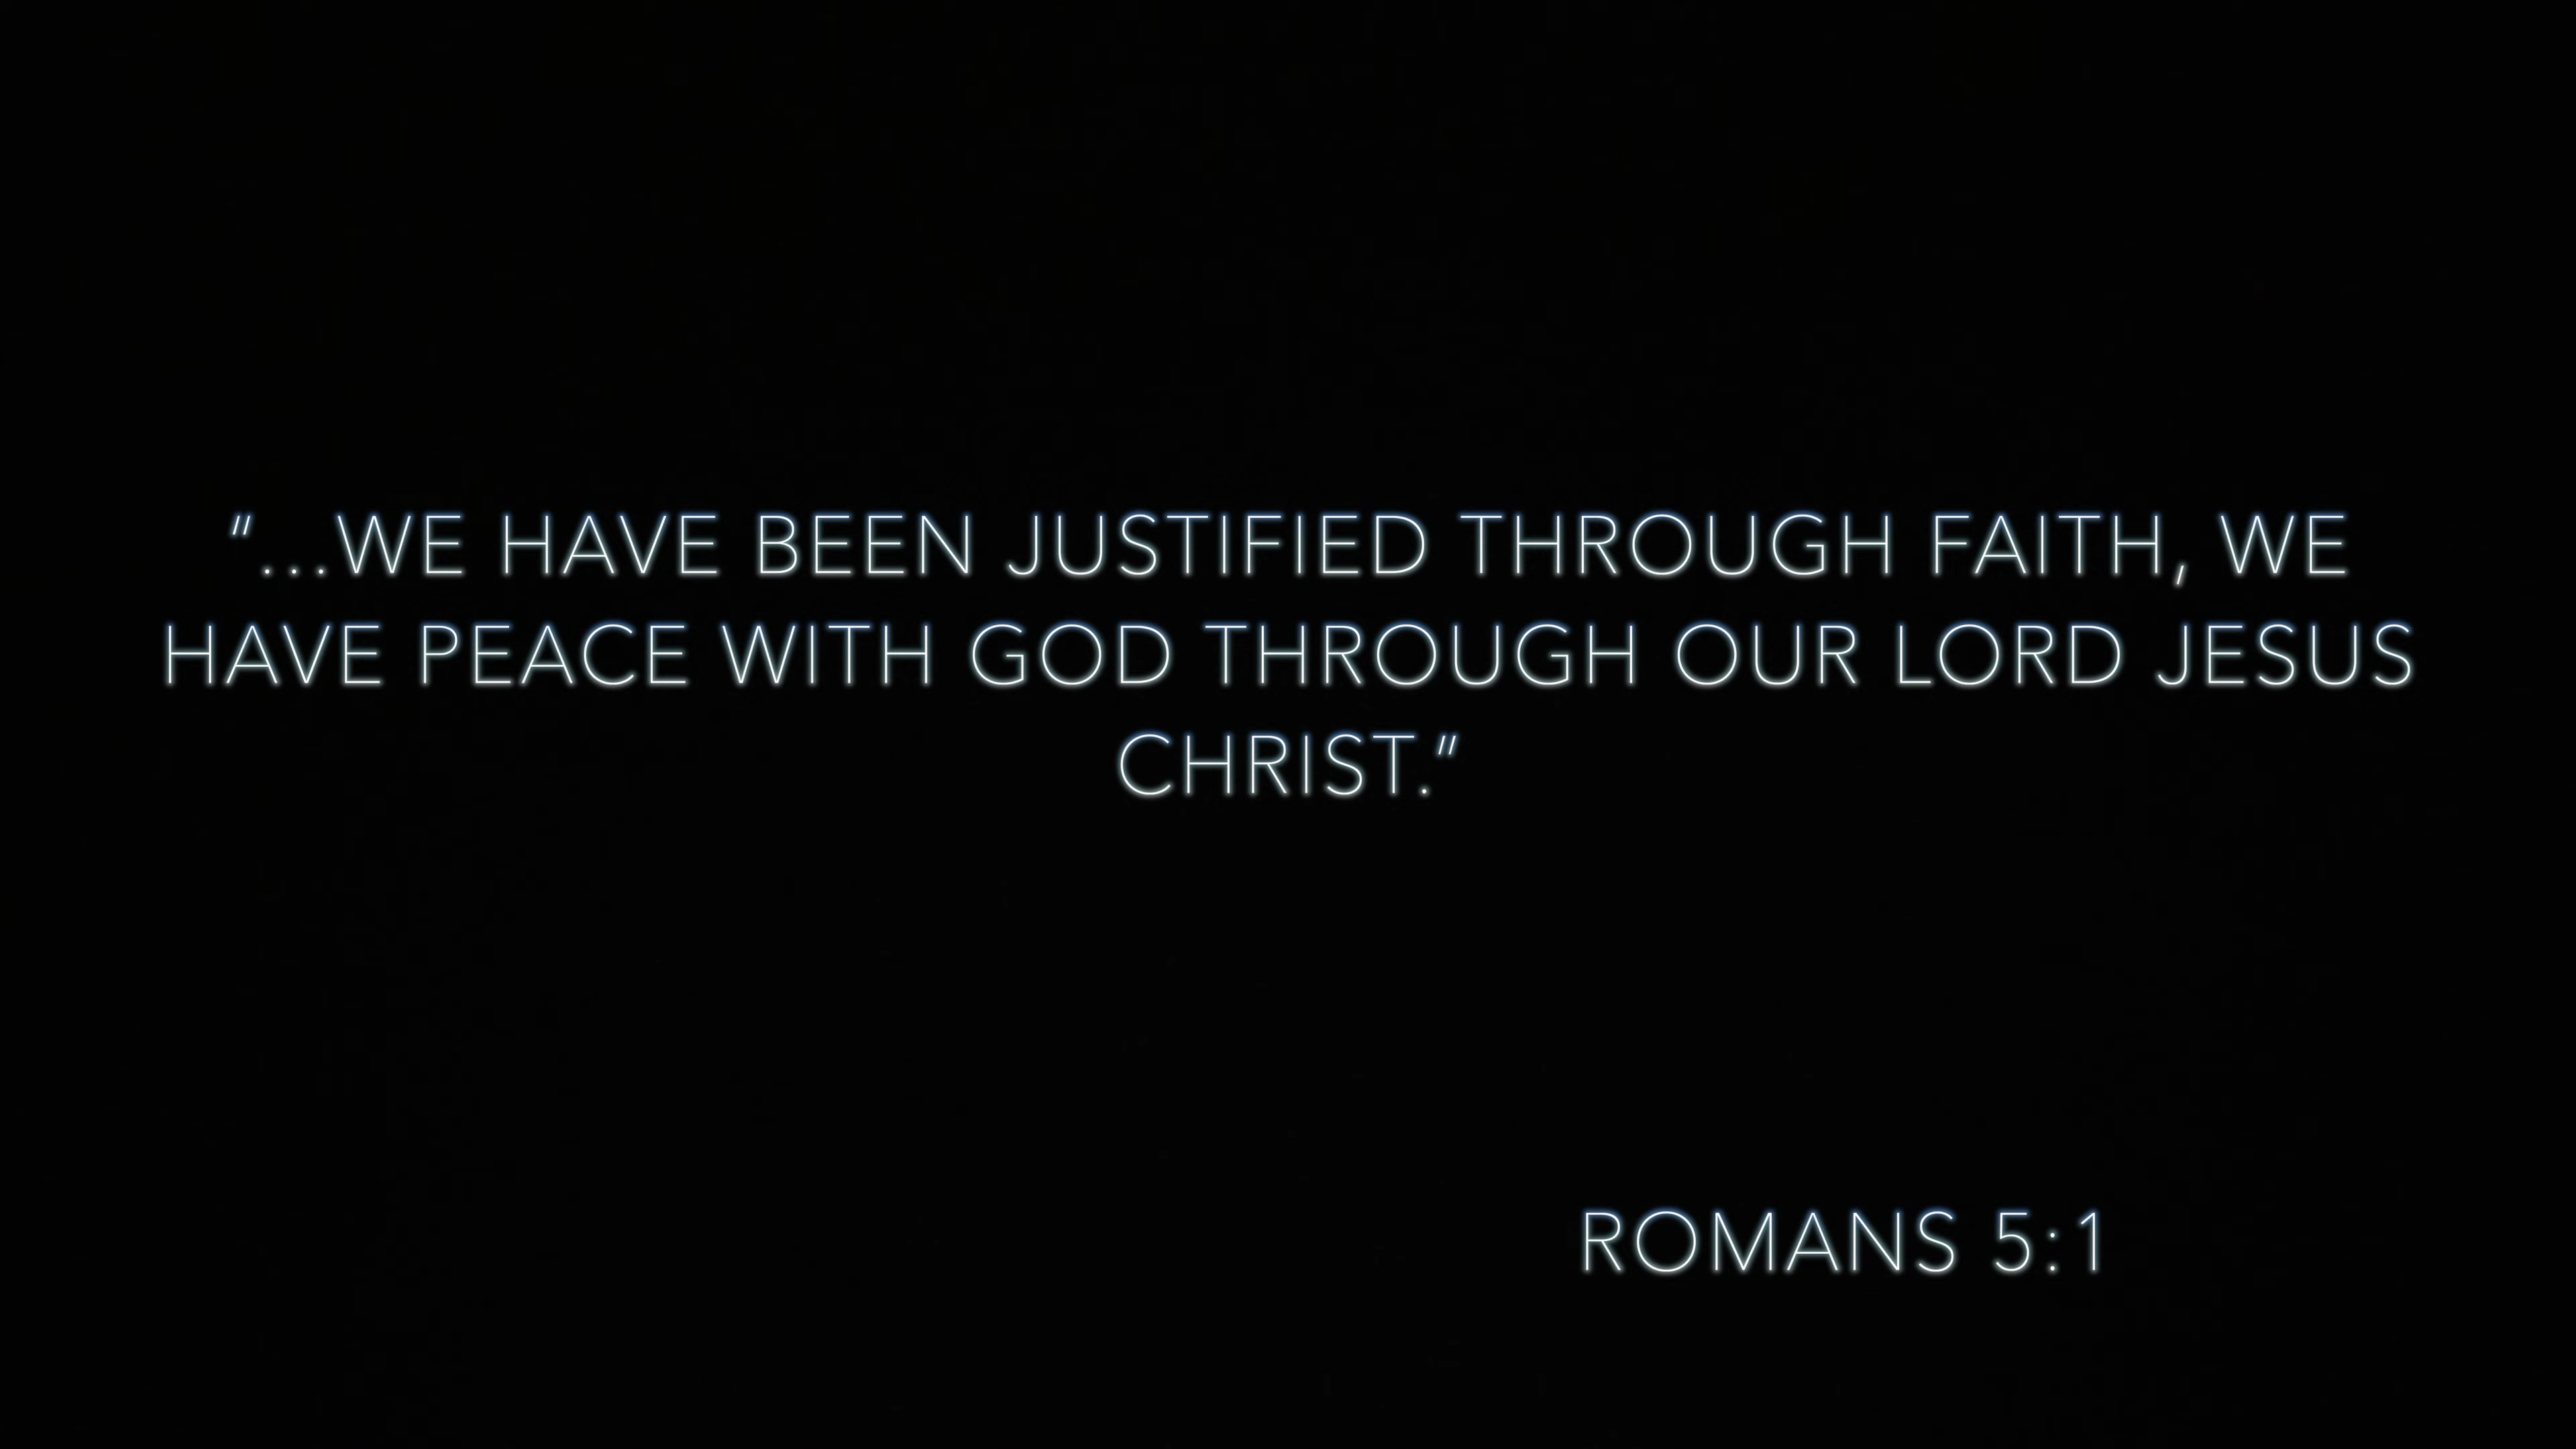 “...WE HAVE BEEN JUSTIFIED THROUGH FAITH, WE
HAVE PEACE WITH GOD THROUGH OUR LORD JESUS
CHRIST.”
ROMANS 5:1